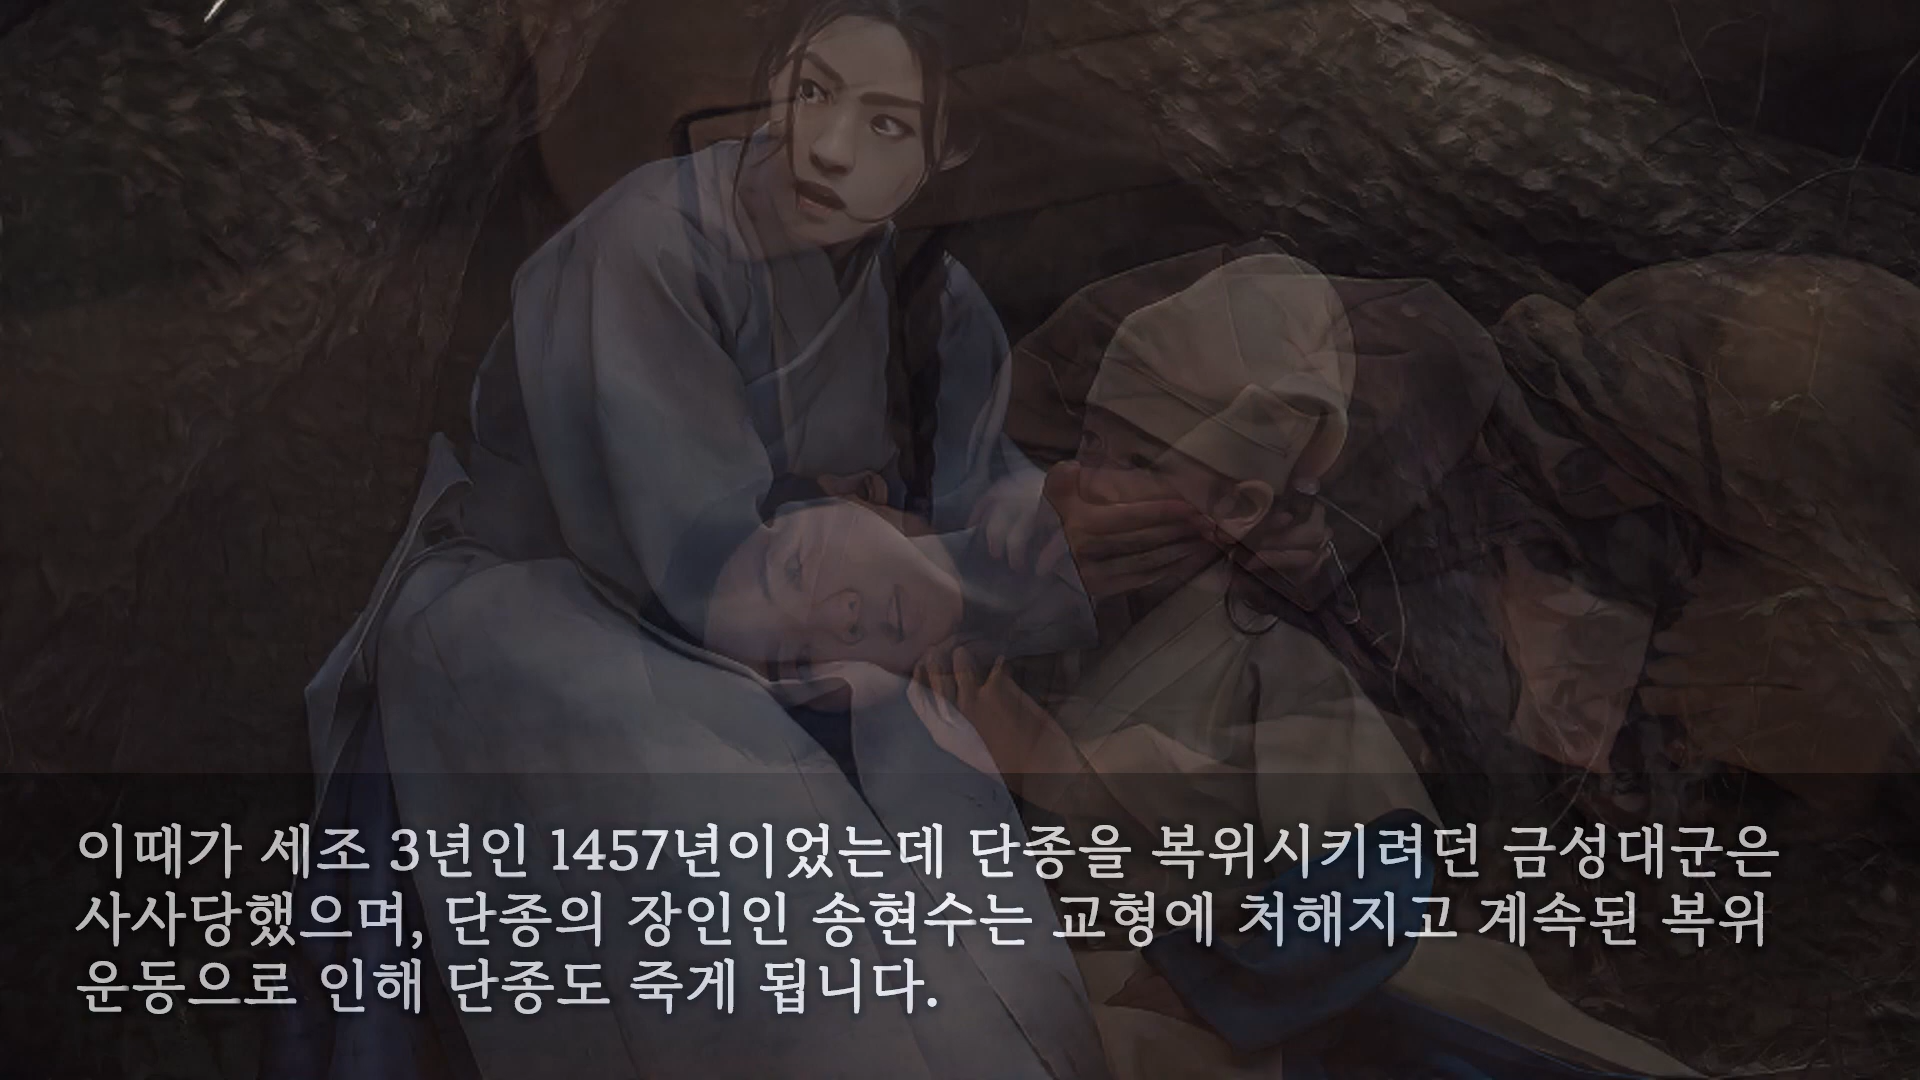 이때가 세조 3년인 1457년이었는데 단종을 복위시키려던 금성대군은
사사당했으며, 단종의 장인인 송현수는 교형에 처해지고 계속된 복위
운동으로 인해 단종도 죽게 됩니다.